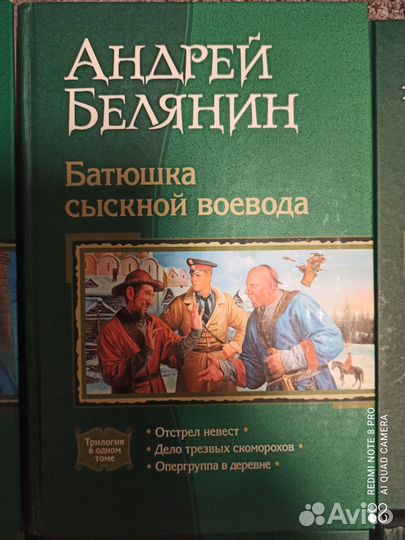 Андрей
Белянин
Батюшка
сыскной воевода
Трилогия
в одном
томе
• Отстрел невест •
• Дело трезвых скоморохов •
• Опергруппа в деревне •
REDMI NOTE 8 PRO
AI QUAD CAMERA
Avito